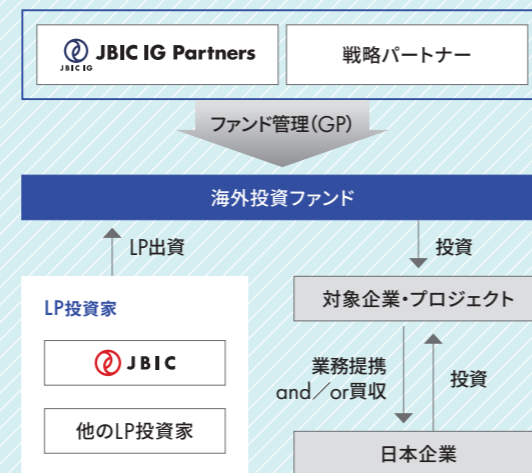 JBIC IG Partners
JBIC IG
戦略パートナー
ファンド管理(GP)
海外投資ファンド
LP出資
投資
LP投資家
JBIC
他のLP投資家
対象企業・プロジェクト
業務提携
and/or買収
投資
日本企業